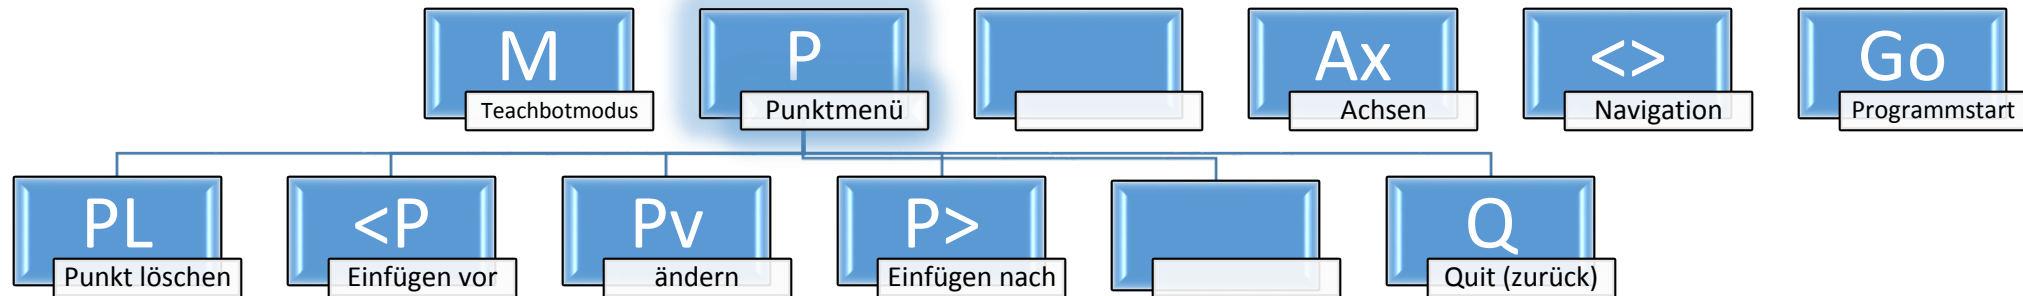 M
Teachbotmodus
P
Punktmenü
Ax
Achsen
<>
Navigation
Go
Programmstart
PL
Punkt löschen
<P
Einfügen vor
Pv
ändern
P>
Einfügen nach
Q
Quit (zurück)